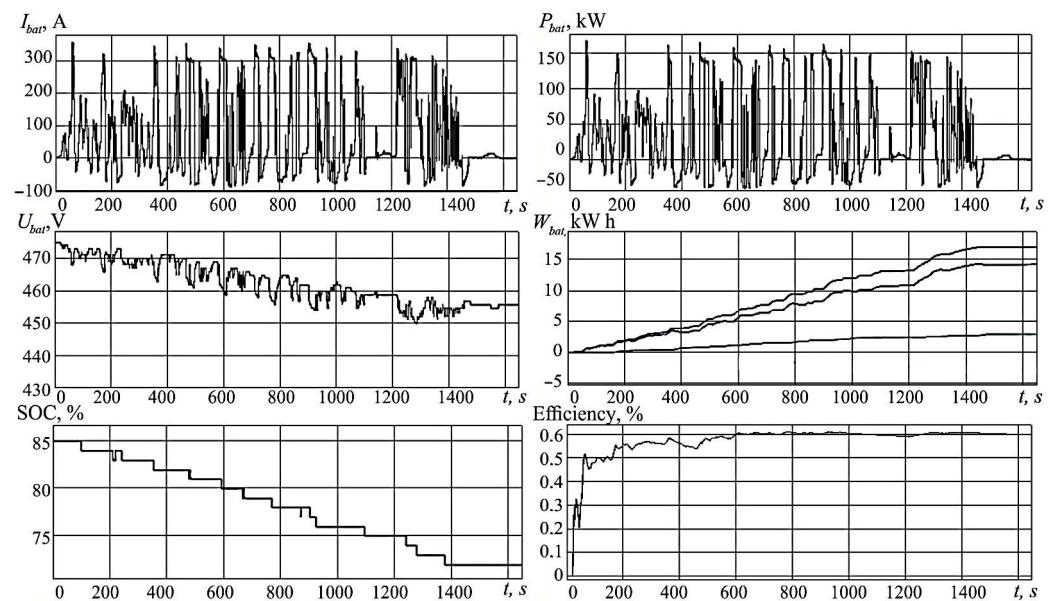 I_bat, A
300
200
100
0
−100
0 200 400 600 800 1000 1200 1400 t, s
P_bat, kW
150
100
50
0
−50
0 200 400 600 800 1000 1200 1400 t, s
U_bat, V
470
460
450
440
430
0 200 400 600 800 1000 1200 1400 t, s
W_bat, kW h
15
10
5
0
−5
0 200 400 600 800 1000 1200 1400 t, s
SOC, %
85
80
75
0 200 400 600 800 1000 1200 1400 t, s
Efficiency, %
0.6
0.5
0.4
0.3
0.2
0.1
0
0 200 400 600 800 1000 1200 1400 t, s